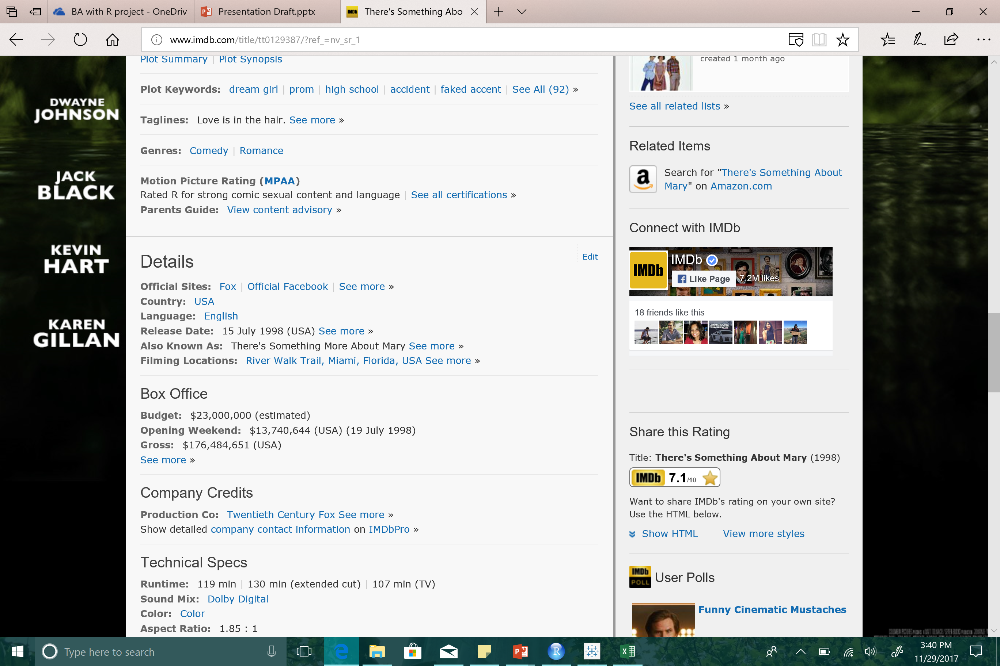 BA with R project - OneDriv
Presentation Draft.pptx
IMDb There's Something Abo
www.imdb.com/title/tt0129387/?ref_=nv_sr_1
DWAYNE
JOHNSON
JACK
BLACK
KEVIN
HART
KAREN
GILLAN
Plot Summary | Plot Synopsis
Plot Keywords: dream girl | prom | high school | accident | faked accent | See All (92) »
Taglines: Love is in the hair. See more »
Genres: Comedy | Romance
Motion Picture Rating (MPAA)
Rated R for strong comic sexual content and language | See all certifications »
Parents Guide: View content advisory »
Details
Edit
Official Sites: Fox | Official Facebook | See more »
Country: USA
Language: English
Release Date: 15 July 1998 (USA) See more »
Also Known As: There's Something More About Mary See more »
Filming Locations: River Walk Trail, Miami, Florida, USA See more »
Box Office
Budget: $23,000,000 (estimated)
Opening Weekend: $13,740,644 (USA) (19 July 1998)
Gross: $176,484,651 (USA)
See more »
Company Credits
Production Co: Twentieth Century Fox See more »
Show detailed company contact information on IMDbPro »
Technical Specs
Runtime: 119 min | 130 min (extended cut) | 107 min (TV)
Sound Mix: Dolby Digital
Color: Color
Aspect Ratio: 1.85 : 1
created 1 month ago
See all related lists »
Related Items
a
Search for "There's Something About
Mary" on Amazon.com
Connect with IMDb
IMDb
IMDb
Like Page
7.2M likes
18 friends like this
Share this Rating
Title: There's Something About Mary (1998)
IMDb 7.1/10
Want to share IMDb's rating on your own site?
Use the HTML below.
Show HTML
View more styles
IMDb
POLL
User Polls
Funny Cinematic Mustaches
Type here to search
3:40 PM
11/29/2017